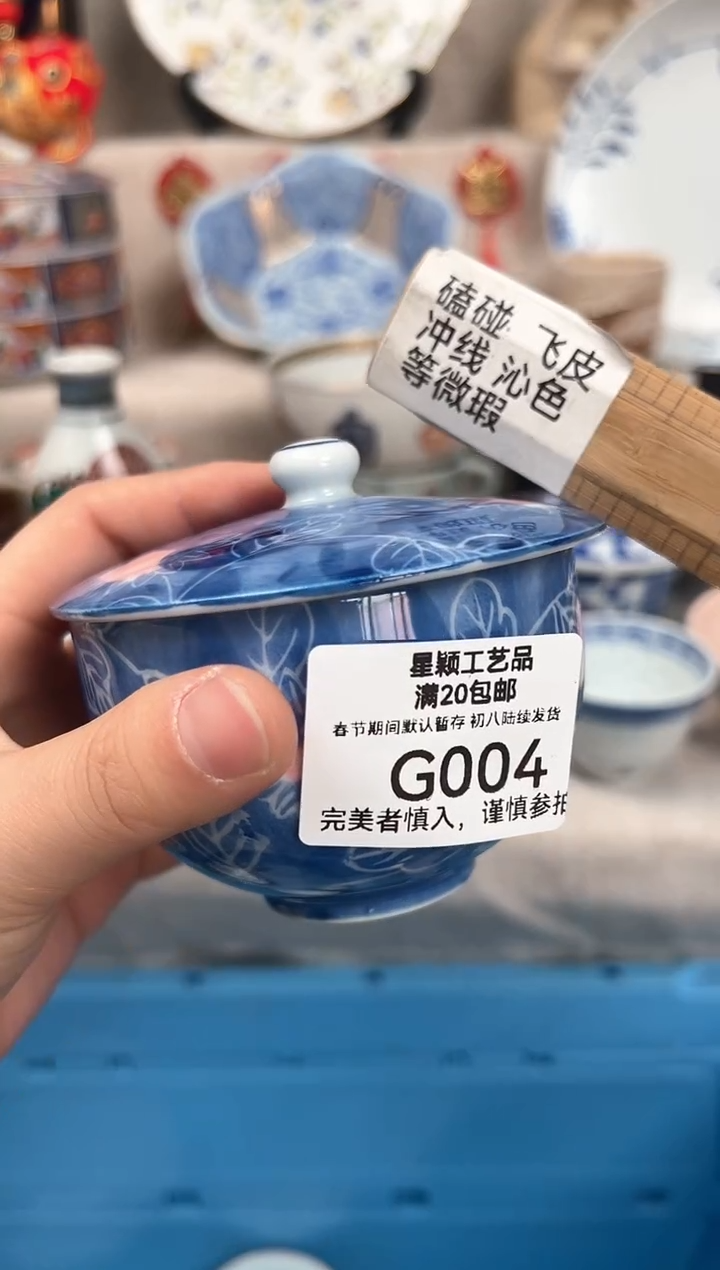 磕碰 飞皮
冲线 沁色
等微瑕
星颖工艺品
满20包邮
春节期间默认暂存 初八陆续发货
G004
完美者慎入，谨慎参拍